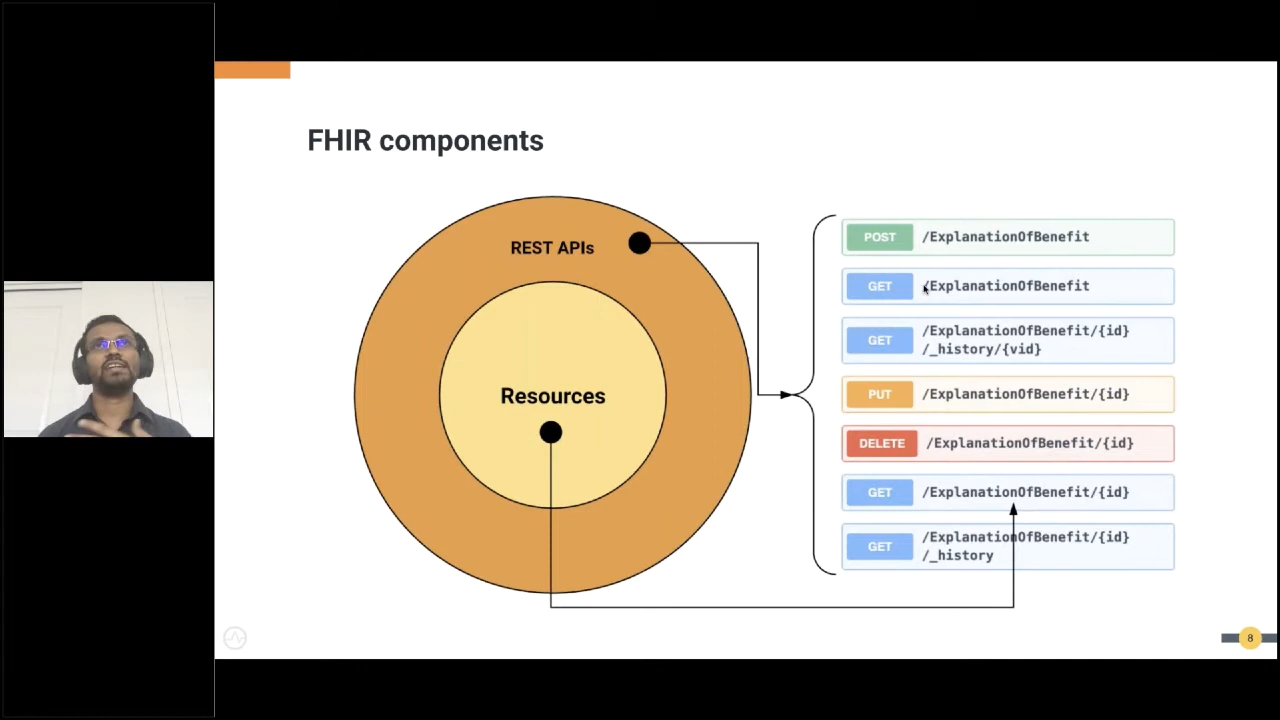 FHIR components
REST APIs
Resources
POST /ExplanationOfBenefit
GET /ExplanationOfBenefit
GET /ExplanationOfBenefit/{id}
/_history/{vid}
PUT /ExplanationOfBenefit/{id}
DELETE /ExplanationOfBenefit/{id}
GET /ExplanationOfBenefit/{id}
GET /ExplanationOfBenefit/{id}
/_history
8